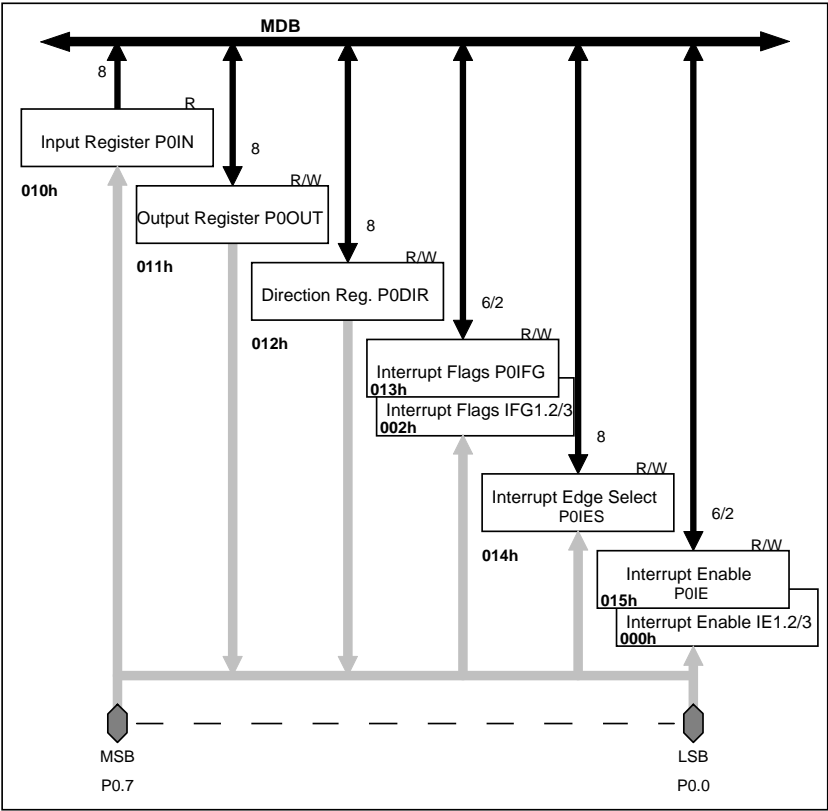 MDB
8
R
Input Register P0IN
010h
8
R/W
Output Register P0OUT
011h
8
R/W
Direction Reg. P0DIR
012h
6/2
R/W
Interrupt Flags P0IFG
013h
Interrupt Flags IFG1.2/3
002h
8
R/W
Interrupt Edge Select
P0IES
014h
6/2
R/W
Interrupt Enable
P0IE
015h
Interrupt Enable IE1.2/3
000h
MSB
LSB
P0.7
P0.0